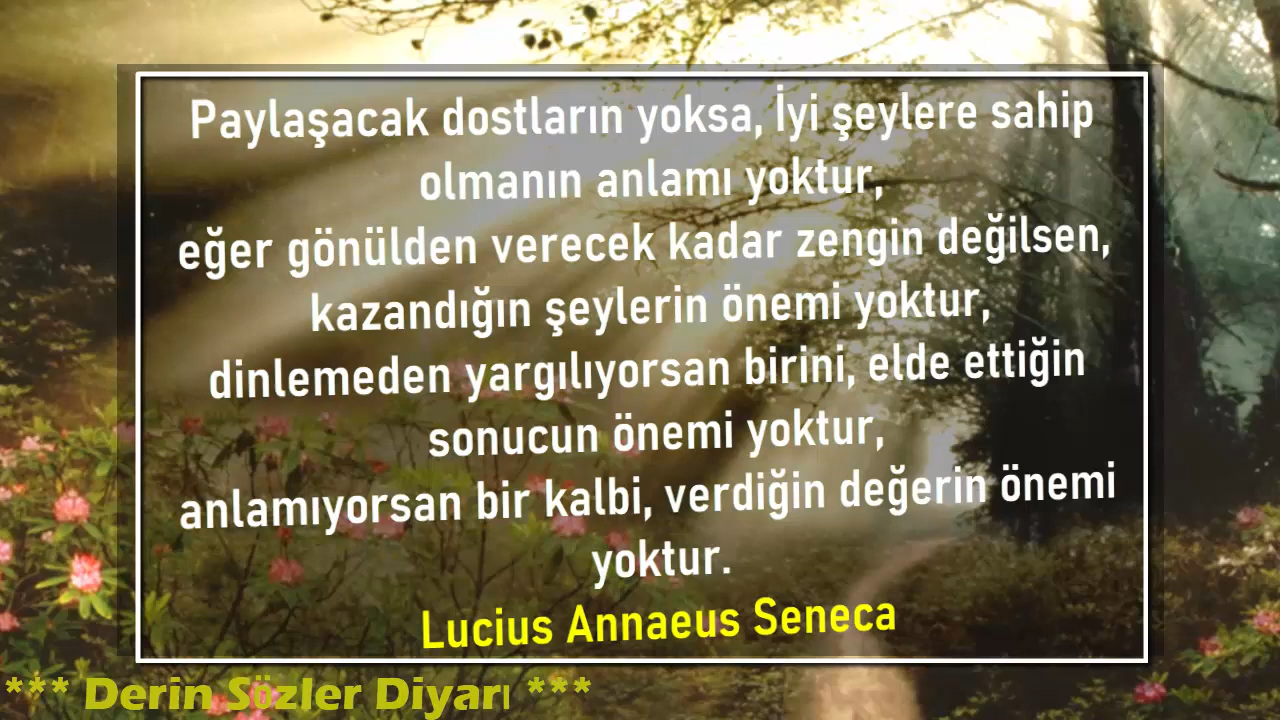 Paylaşacak dostların yoksa, İyi şeylere sahip
olmanın anlamı yoktur,
eğer gönülden verecek kadar zengin değilsen,
kazandığın şeylerin önemi yoktur,
dinlemeden yargılıyorsan birini, elde ettiğin
sonucun önemi yoktur,
anlamıyorsan bir kalbi, verdiğin değerin önemi
yoktur.
Lucius Annaeus Seneca
*** Derin Sözler Diyarı ***